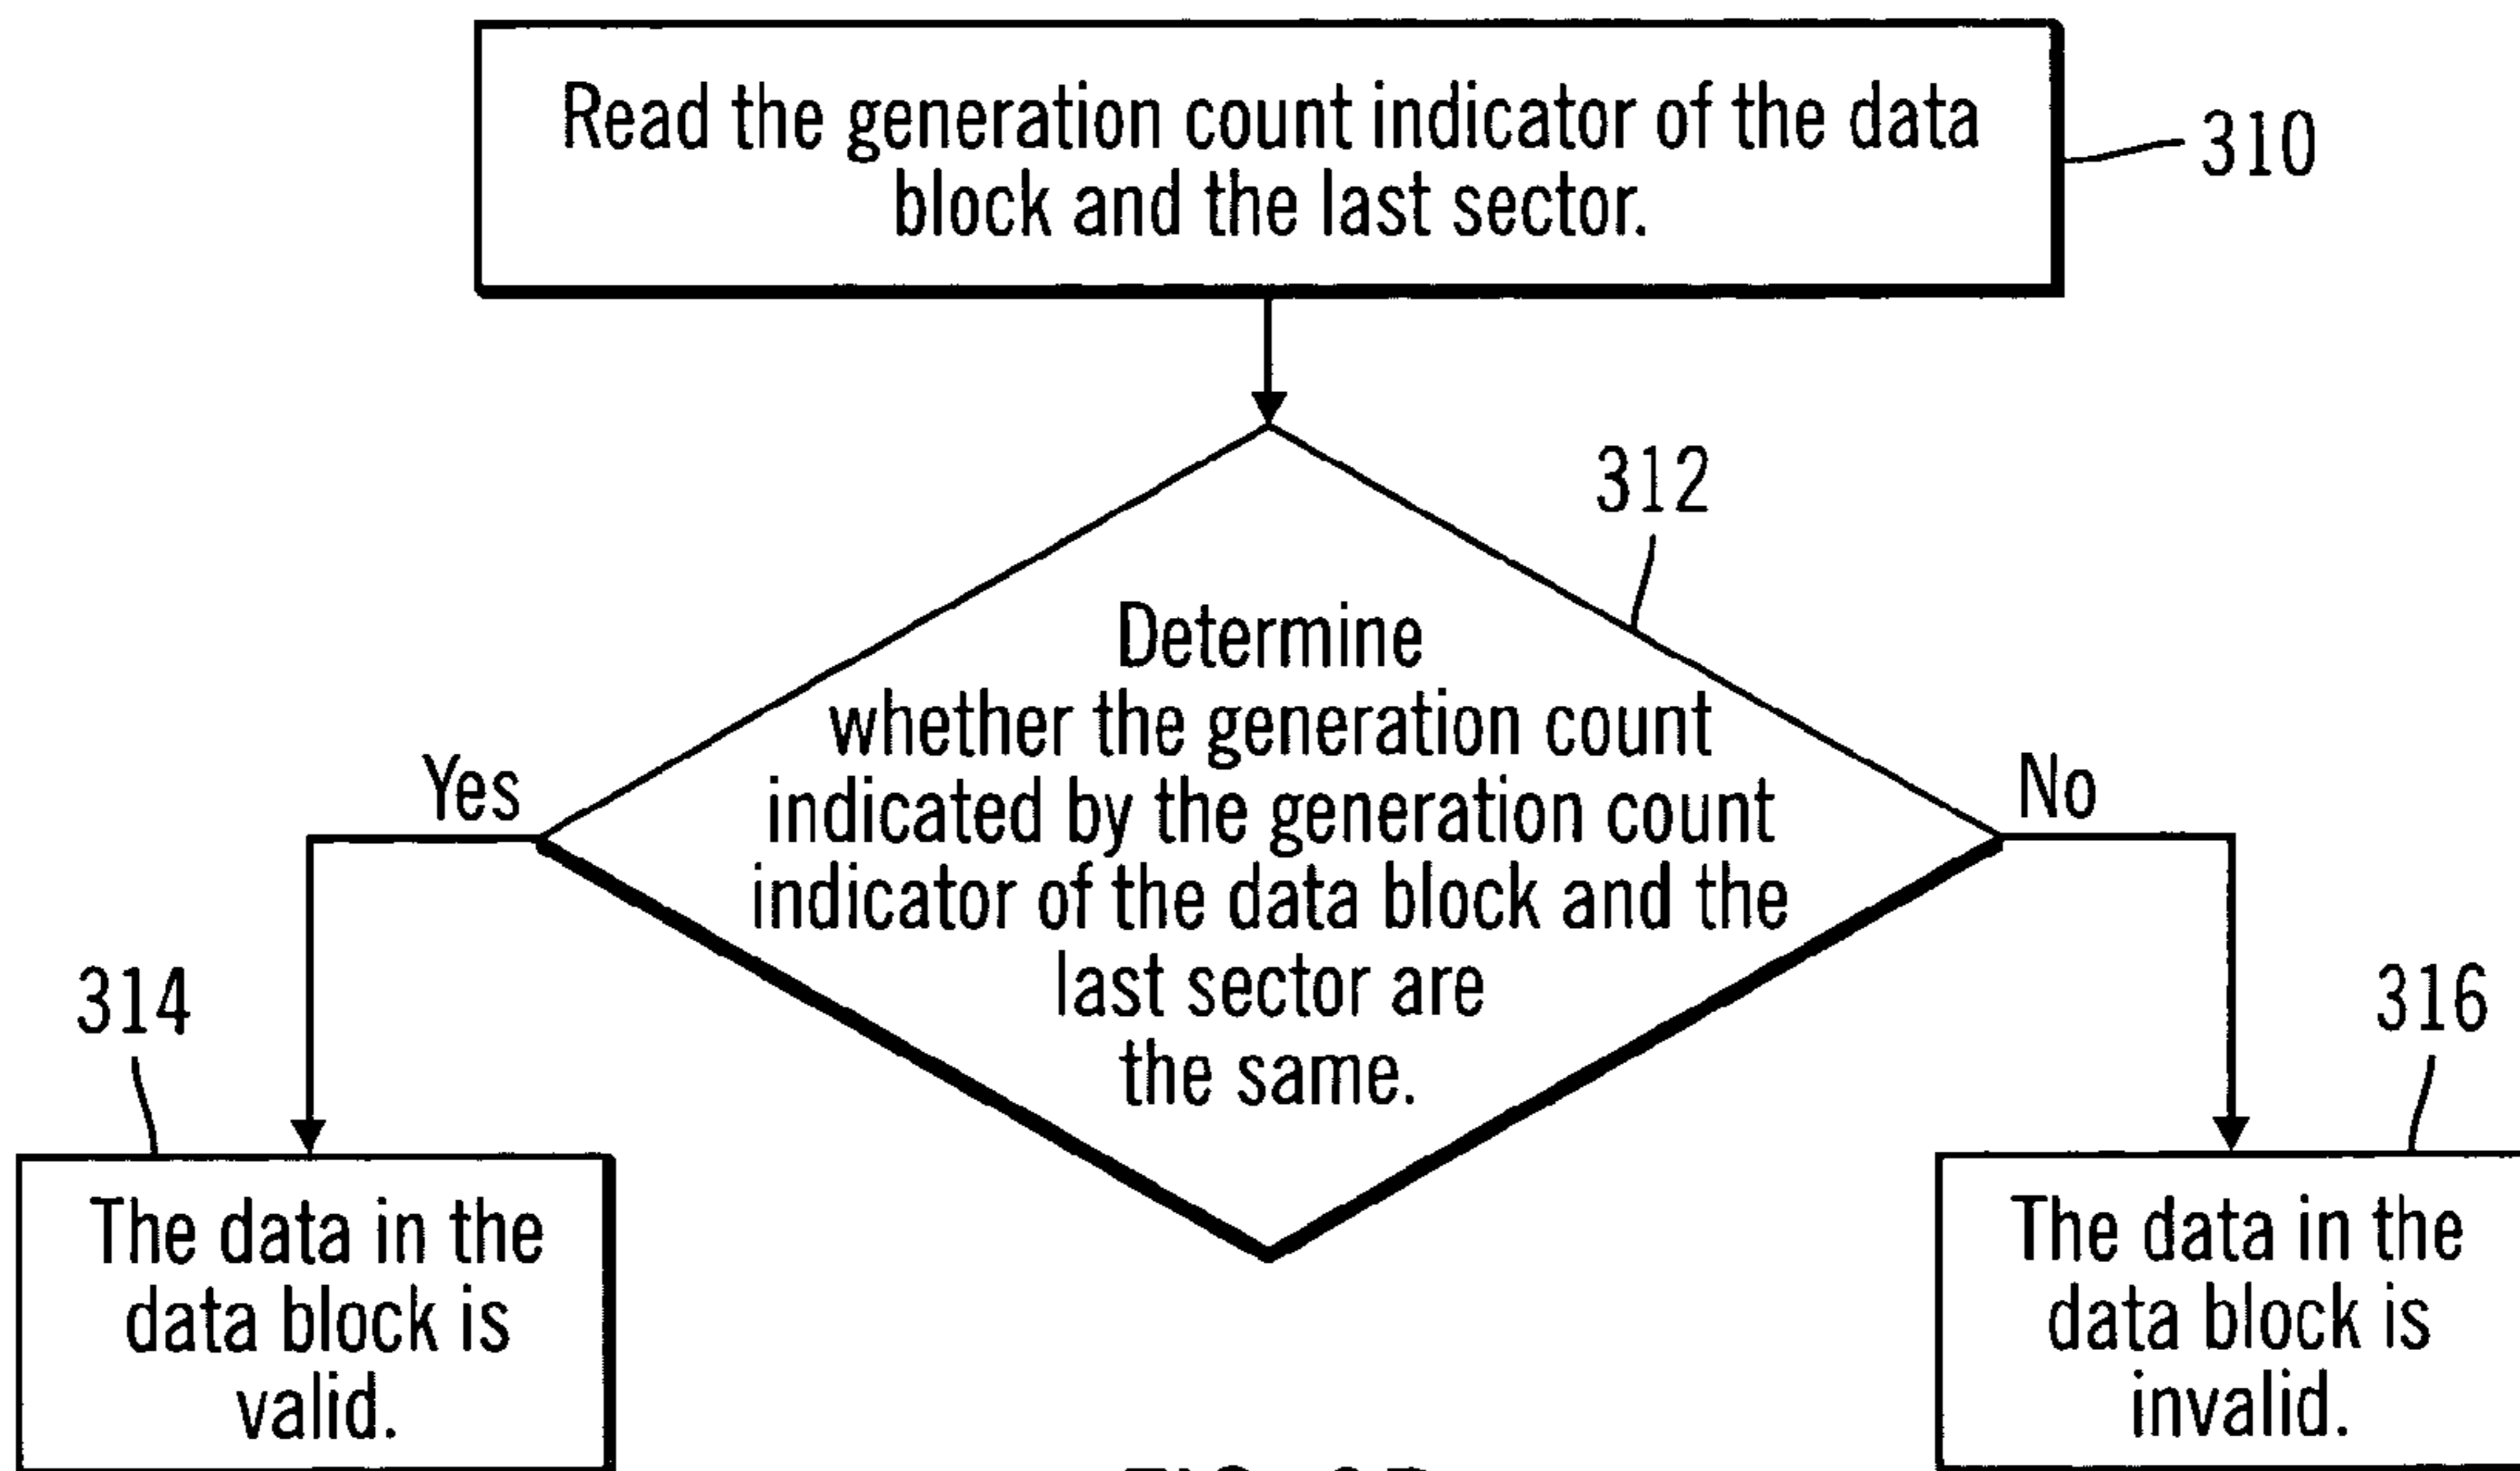 Read the generation count indicator of the data
block and the last sector.
310
312
Determine
whether the generation count
indicated by the generation count
indicator of the data block and the
last sector are
the same.
Yes
No
314
316
The data in the
data block is
valid.
The data in the
data block is
invalid.